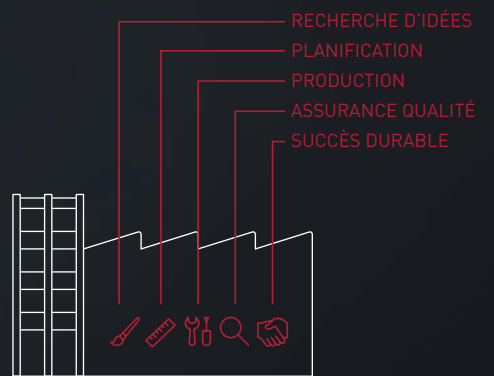 RECHERCHE D'IDÉES
PLANIFICATION
PRODUCTION
ASSURANCE QUALITÉ
SUCCÈS DURABLE